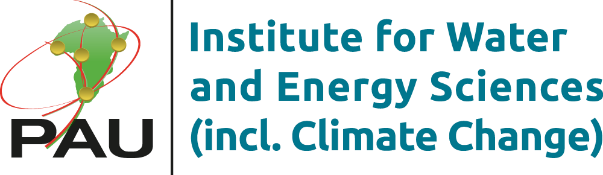 PAU
Institute for Water
and Energy Sciences
(incl. Climate Change)